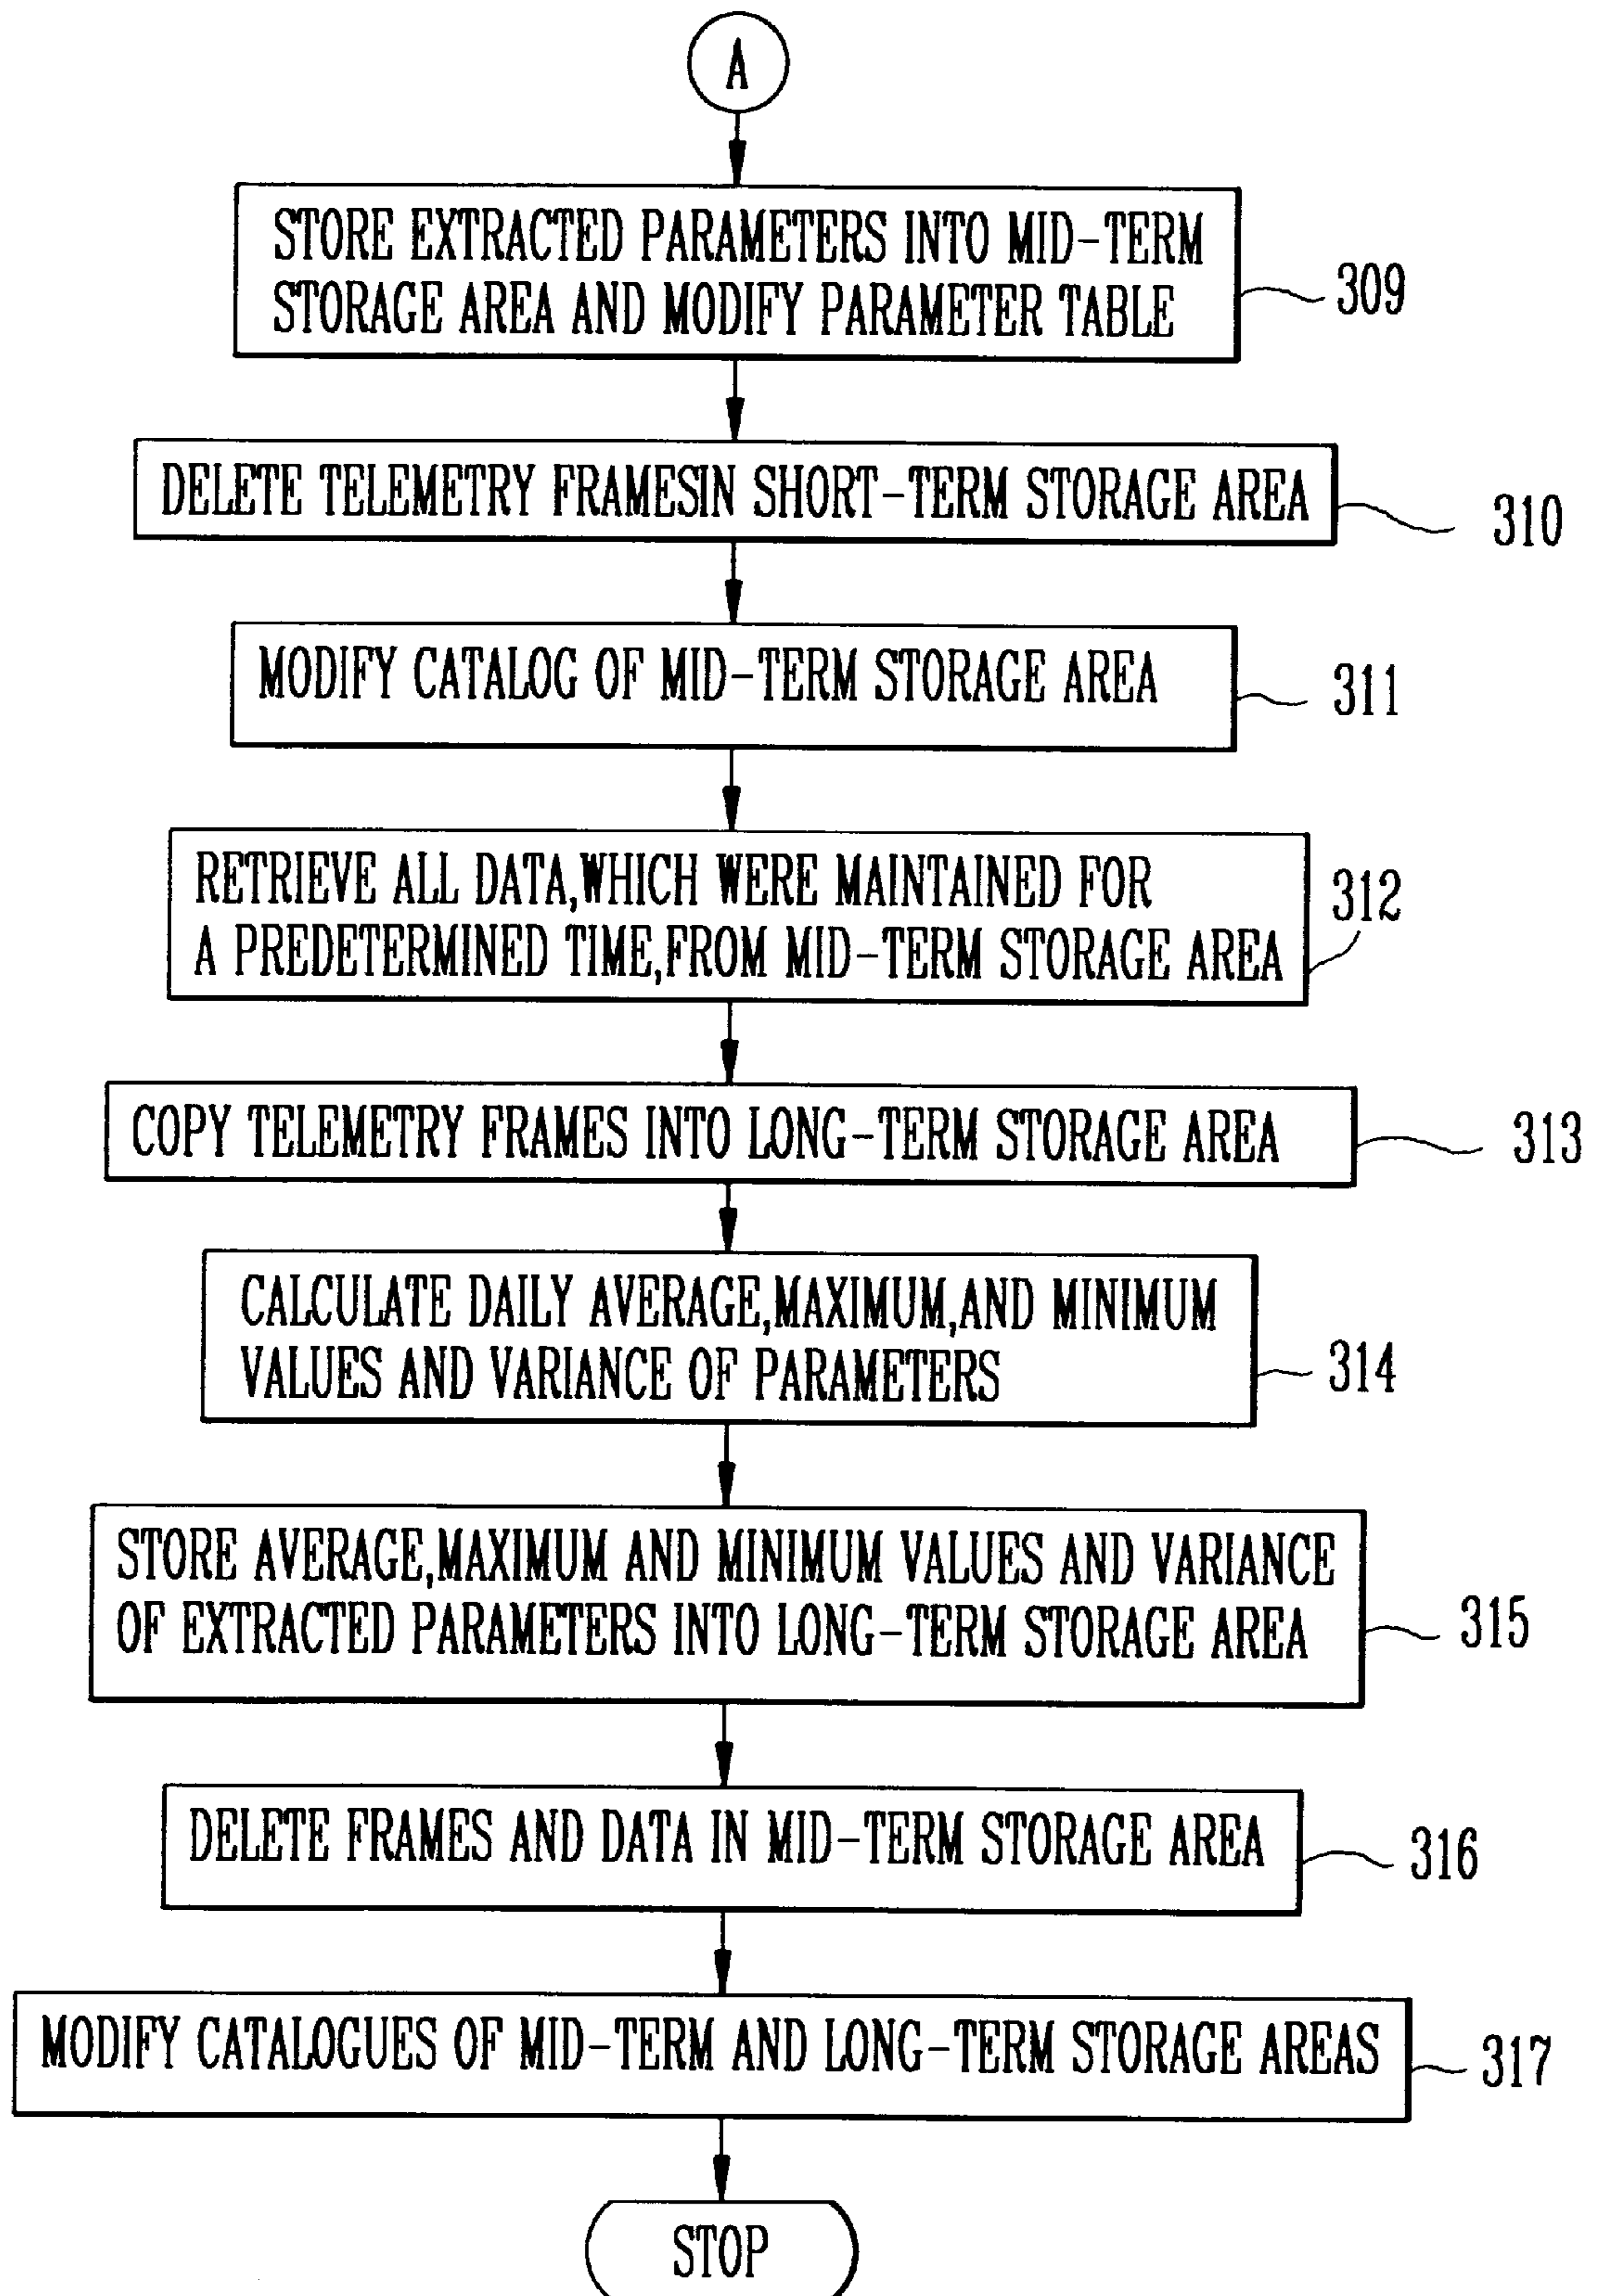 A
STORE EXTRACTED PARAMETERS INTO MID-TERM
STORAGE AREA AND MODIFY PARAMETER TABLE
309
DELETE TELEMETRY FRAMESIN SHORT-TERM STORAGE AREA
310
MODIFY CATALOG OF MID-TERM STORAGE AREA
311
RETRIEVE ALL DATA,WHICH WERE MAINTAINED FOR
A PREDETERMINED TIME,FROM MID-TERM STORAGE AREA
312
COPY TELEMETRY FRAMES INTO LONG-TERM STORAGE AREA
313
CALCULATE DAILY AVERAGE,MAXIMUM,AND MINIMUM
VALUES AND VARIANCE OF PARAMETERS
314
STORE AVERAGE,MAXIMUM AND MINIMUM VALUES AND VARIANCE
OF EXTRACTED PARAMETERS INTO LONG-TERM STORAGE AREA
315
DELETE FRAMES AND DATA IN MID-TERM STORAGE AREA
316
MODIFY CATALOGUES OF MID-TERM AND LONG-TERM STORAGE AREAS
317
STOP